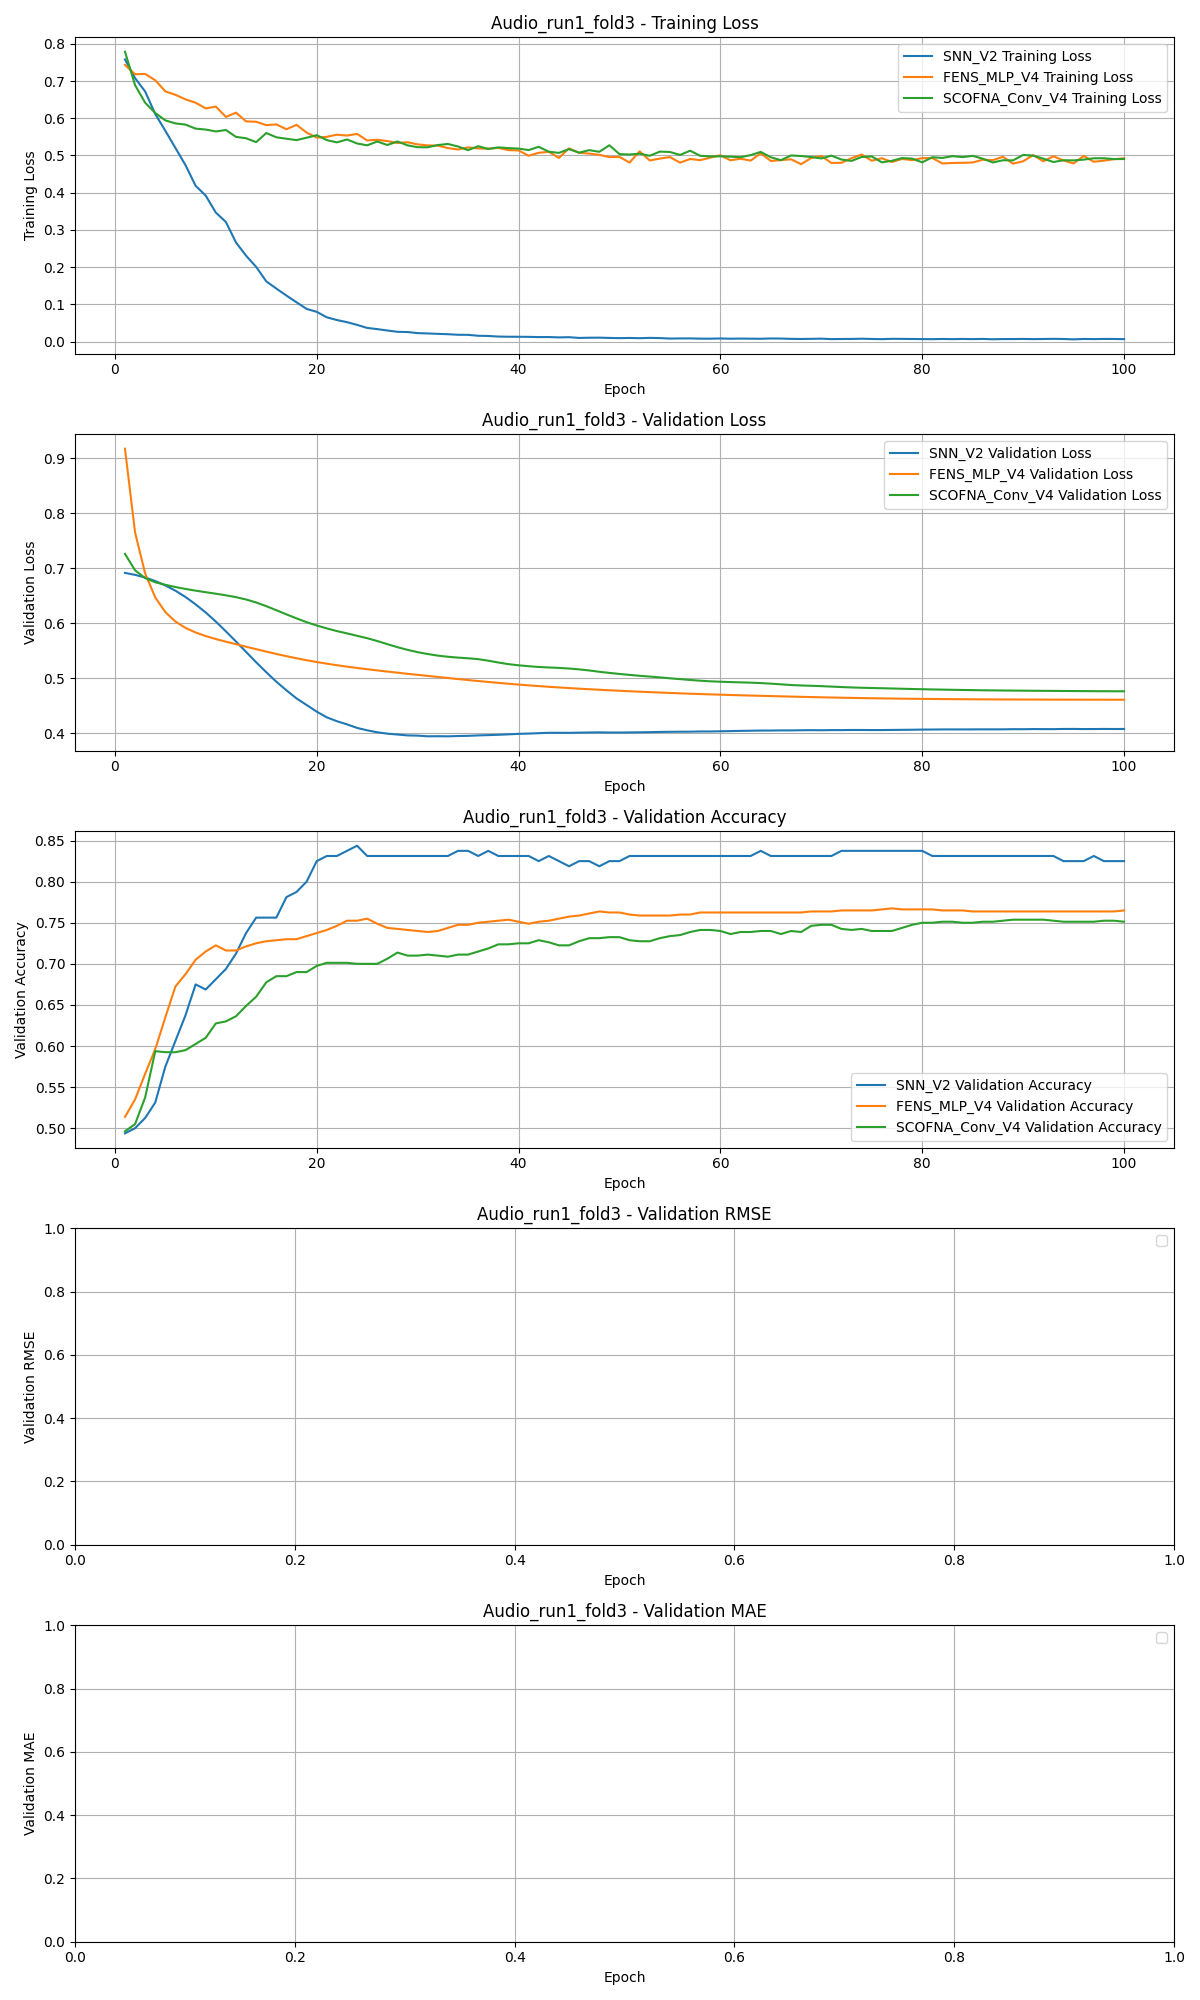 Audio_run1_fold3 - Training Loss
0.8
0.7
0.6
0.5
0.4
0.3
0.2
0.1
0.0
Training Loss
SNN_V2 Training Loss
FENS_MLP_V4 Training Loss
SCOFNA_Conv_V4 Training Loss
0 20 40 60 80 100
Epoch
Audio_run1_fold3 - Validation Loss
0.9
0.8
0.7
0.6
0.5
0.4
Validation Loss
SNN_V2 Validation Loss
FENS_MLP_V4 Validation Loss
SCOFNA_Conv_V4 Validation Loss
0 20 40 60 80 100
Epoch
Audio_run1_fold3 - Validation Accuracy
0.85
0.80
0.75
0.70
0.65
0.60
0.55
0.50
Validation Accuracy
SNN_V2 Validation Accuracy
FENS_MLP_V4 Validation Accuracy
SCOFNA_Conv_V4 Validation Accuracy
0 20 40 60 80 100
Epoch
Audio_run1_fold3 - Validation RMSE
1.0
0.8
0.6
0.4
0.2
0.0
Validation RMSE
0.0 0.2 0.4 0.6 0.8 1.0
Epoch
Audio_run1_fold3 - Validation MAE
1.0
0.8
0.6
0.4
0.2
0.0
Validation MAE
0.0 0.2 0.4 0.6 0.8 1.0
Epoch